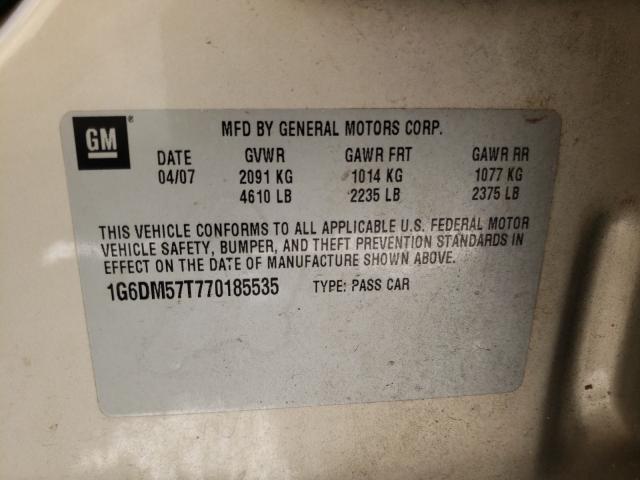 GM ®
MFD BY GENERAL MOTORS CORP.
DATE GVWR GAWR FRT GAWR RR
04/07 2091 KG 1014 KG 1077 KG
4610 LB 2235 LB 2375 LB
THIS VEHICLE CONFORMS TO ALL APPLICABLE U.S. FEDERAL MOTOR
VEHICLE SAFETY, BUMPER, AND THEFT PREVENTION STANDARDS IN
EFFECT ON THE DATE OF MANUFACTURE SHOWN ABOVE.
1G6DM57T770185535 TYPE: PASS CAR